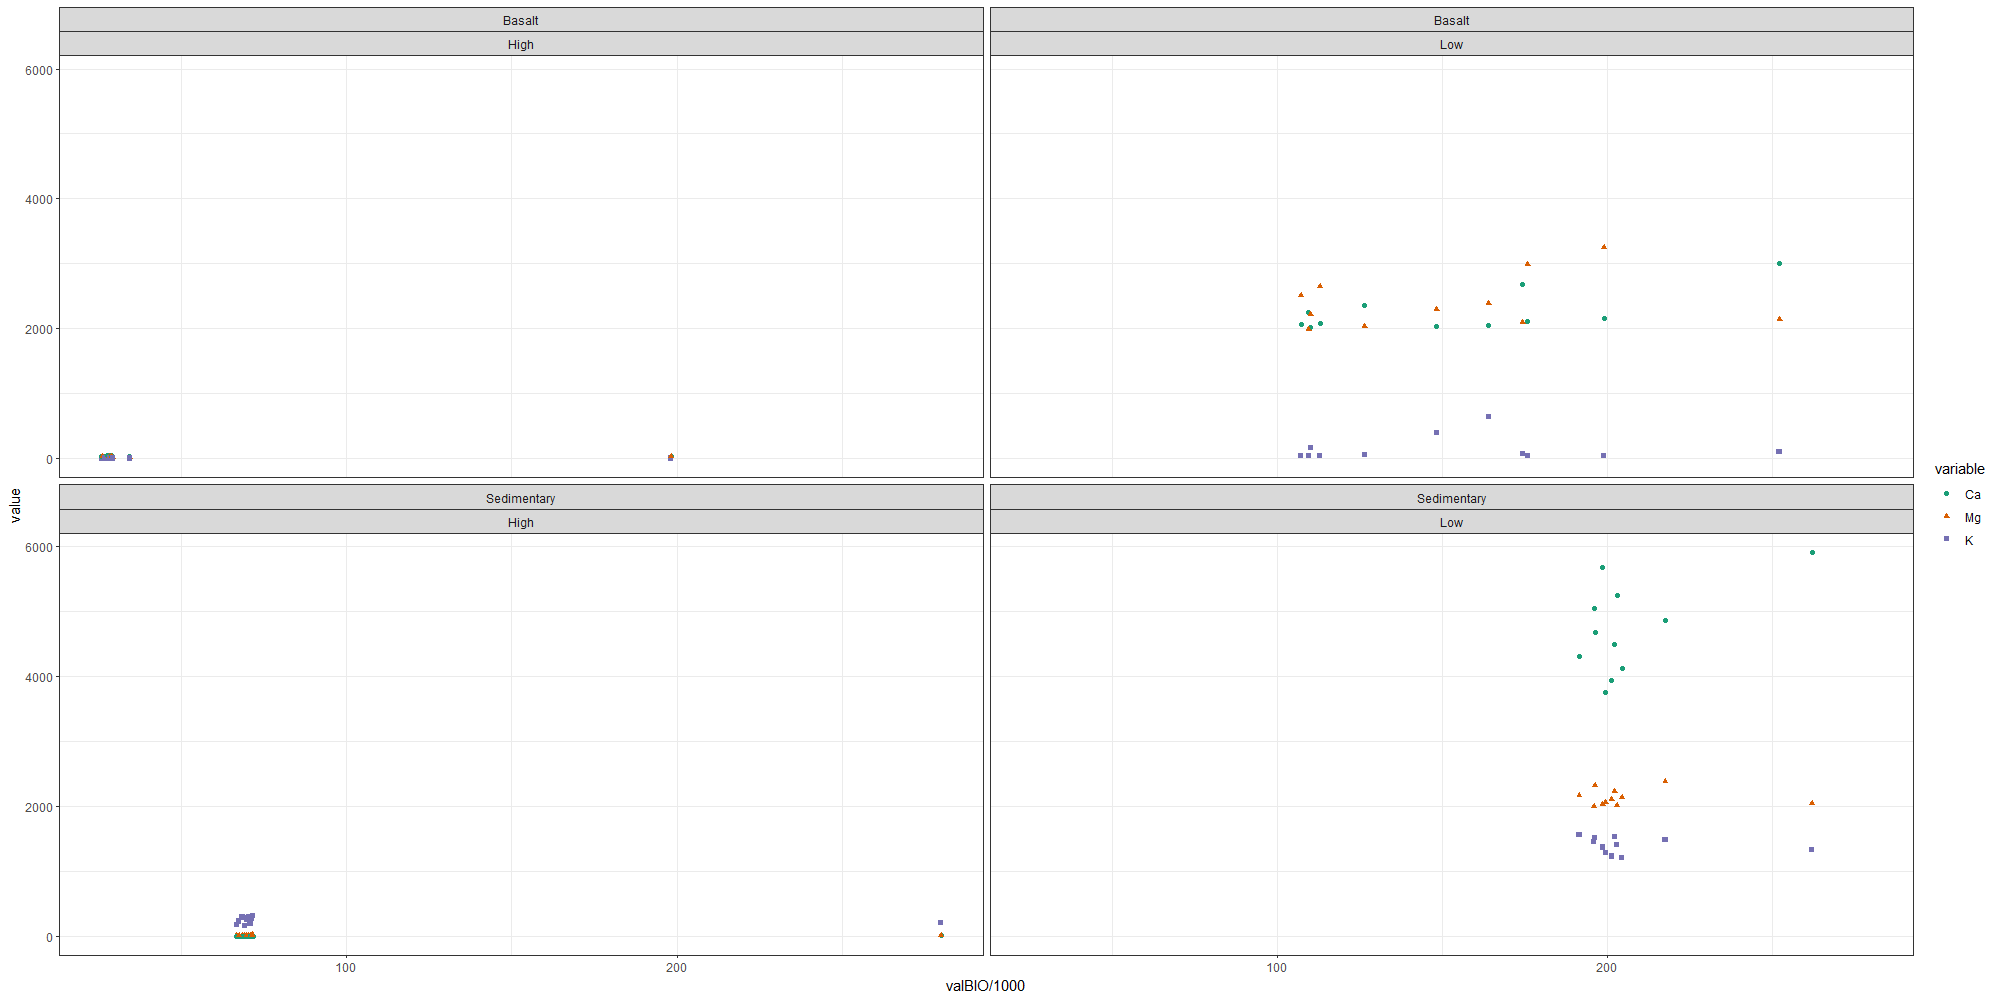 Basalt
Basalt
High
Low
6000
4000
2000
0
Sedimentary
Sedimentary
High
Low
6000
4000
2000
0
100
200
100
200
valBIO/1000
value
variable
Ca
Mg
K